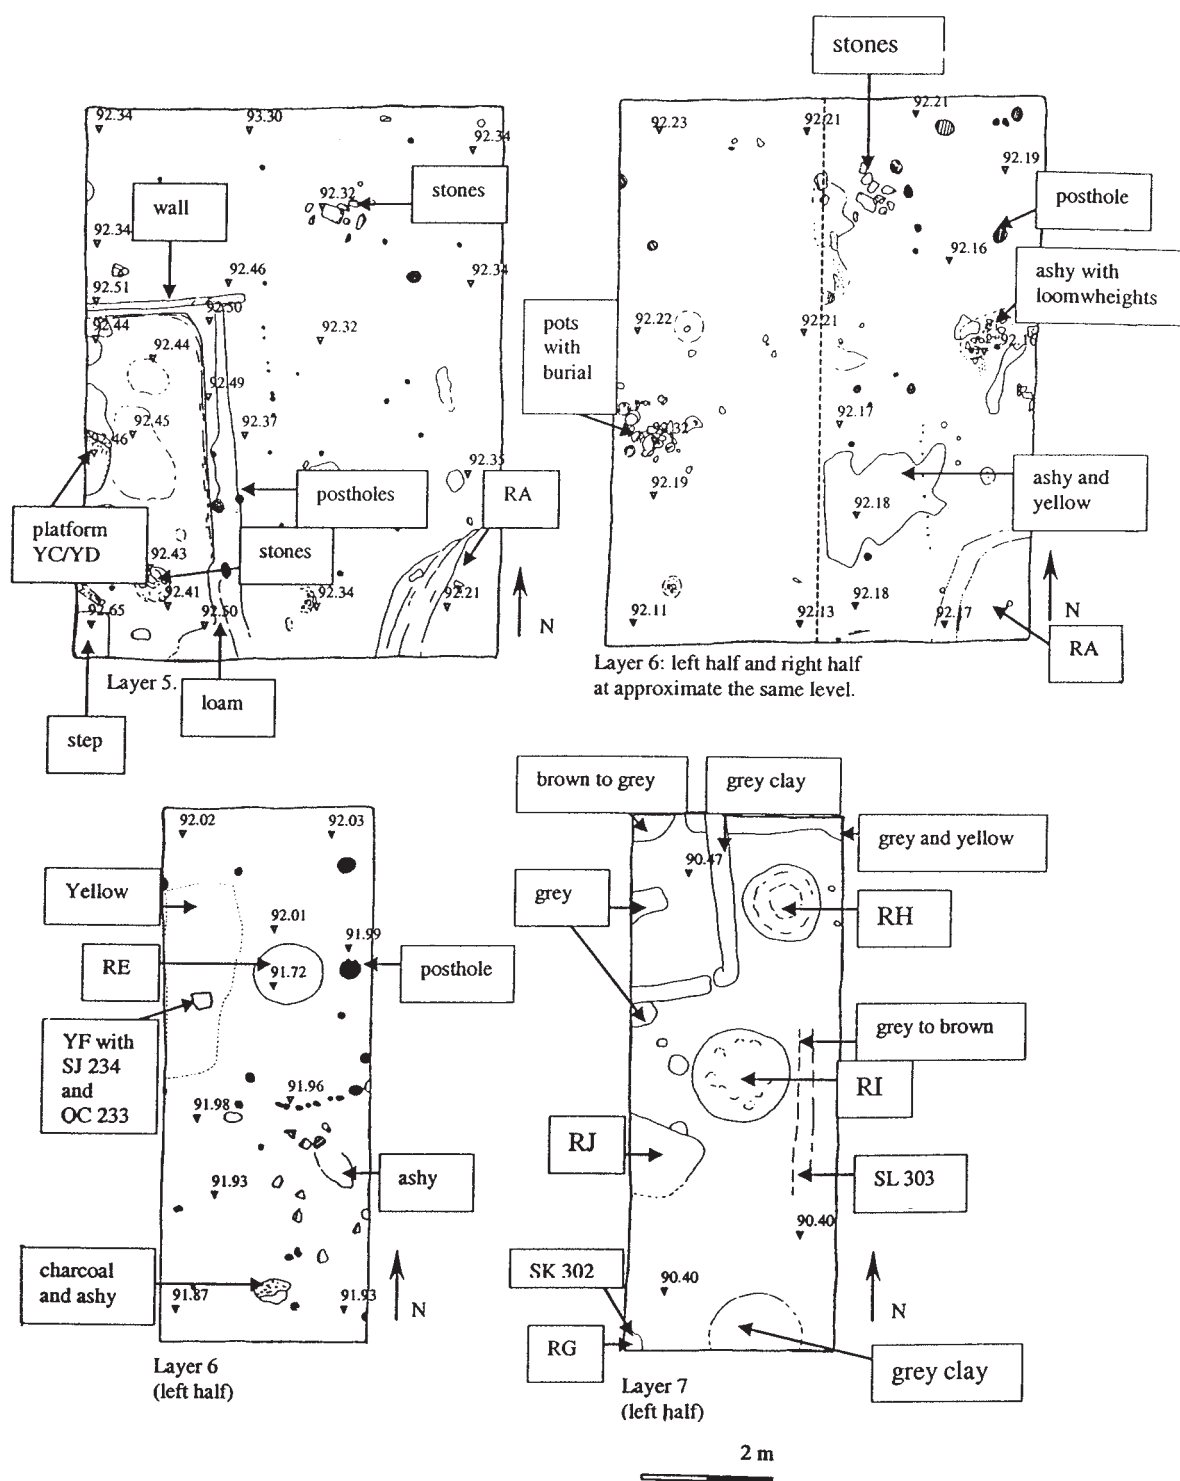 stones
92.34
93.30
92.34
wall
92.32
stones
92.34
92.46
92.34
92.51
92.50
92.44
92.32
92.44
92.49
92.45
92.37
92.46
92.35
postholes
RA
platform
YC/YD
stones
92.43
92.41
92.34
92.21
92.65
92.50
N
Layer 5.
loam
step
92.21
92.23
92.21
92.19
posthole
92.16
ashy with
loomwheights
pots
with
burial
92.22
92.21
92.17
92.32
92.19
92.18
ashy and
yellow
92.18
92.11
92.13
92.17
N
RA
Layer 6: left half and right half
at approximate the same level.
92.02
92.03
Yellow
92.01
91.99
RE
91.72
posthole
YF with
SJ 234
and
OC 233
91.96
91.98
ashy
91.93
charcoal
and ashy
91.87
91.93
N
Layer 6
(left half)
brown to grey
grey clay
grey and yellow
90.47
grey
RH
grey to brown
RI
RJ
SL 303
90.40
SK 302
90.40
N
RG
grey clay
Layer 7
(left half)
2 m